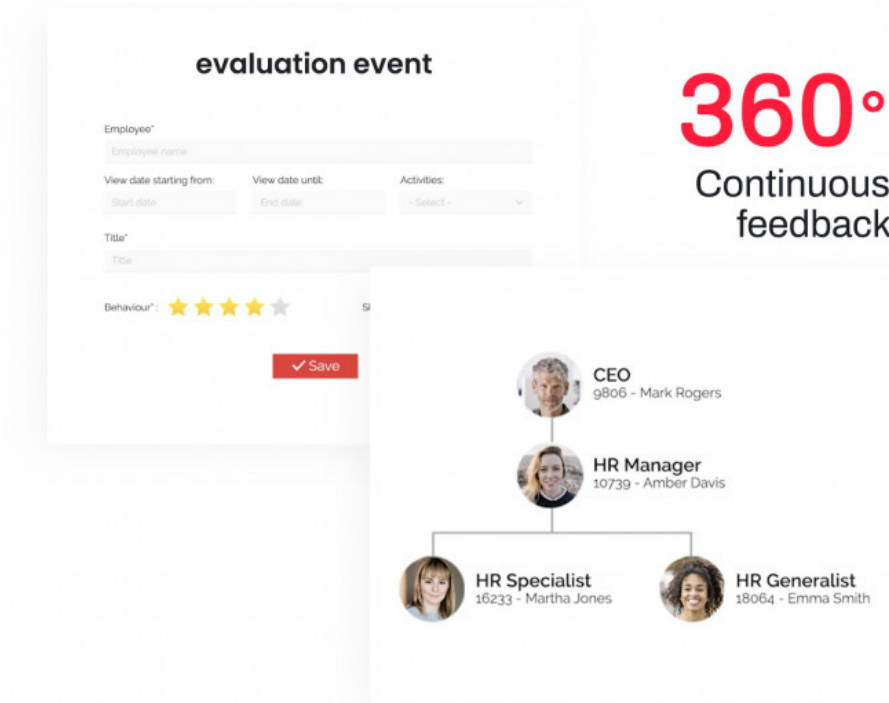 evaluation event
Employee*
Employee name
View date starting from: View date until: Activities:
Start date End date - Select -
Title*
Title
Behaviour* :
Save
360°
Continuous
feedback
CEO
9806 - Mark Rogers
HR Manager
10739 - Amber Davis
HR Specialist
16233 - Martha Jones
HR Generalist
18064 - Emma Smith